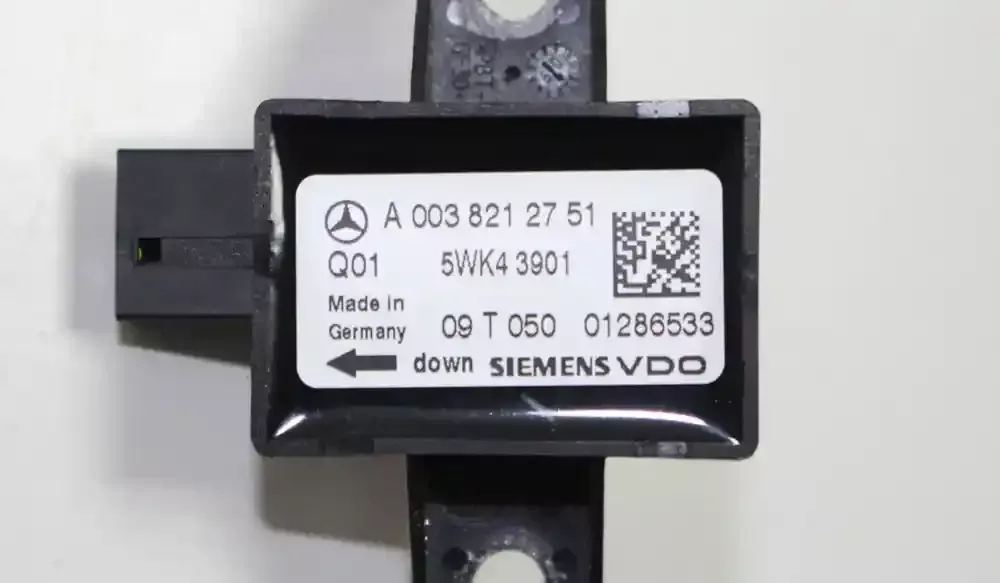 A 003 821 27 51
Q01 5WK4 3901
Made in
Germany 09 T 050 01286533
down SIEMENS VDO